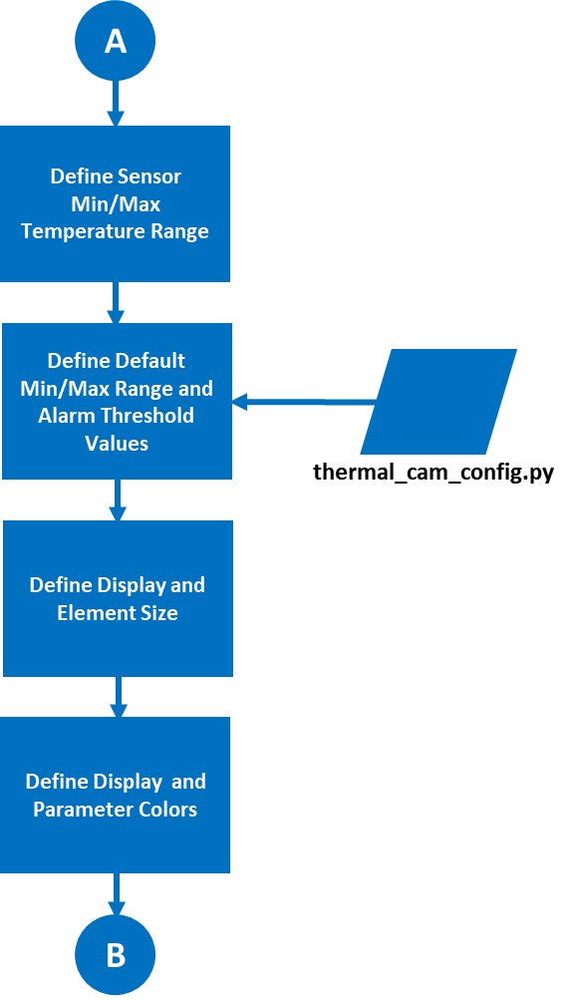 A
Define Sensor
Min/Max
Temperature Range
Define Default
Min/Max Range and
Alarm Threshold
Values
thermal_cam_config.py
Define Display and
Element Size
Define Display  and
Parameter Colors
B